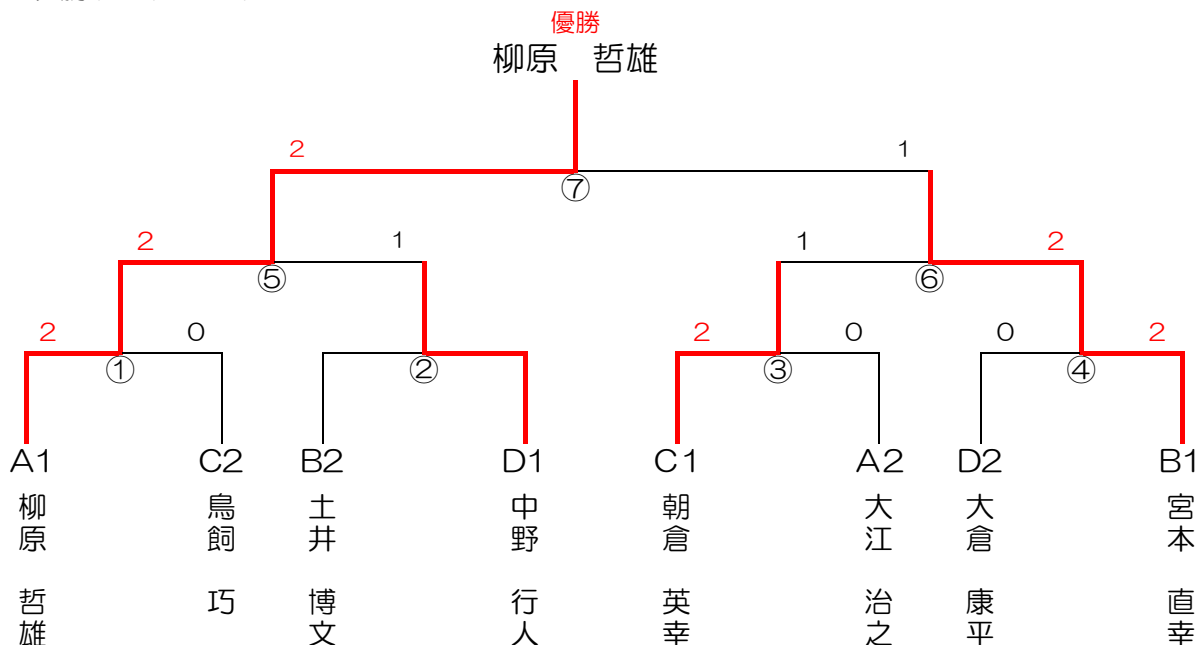 優勝
柳原 哲雄
2 1
⑦
2 1 1 2
⑤ ⑥
2 0 2 0 0 2
① ② ③ ④
A1 C2 B2 D1 C1 A2 D2 B1
柳原 哲雄
鳥飼 巧
土井 博文
中野 行人
朝倉 英幸
大江 治之
大倉 康平
宮本 直幸